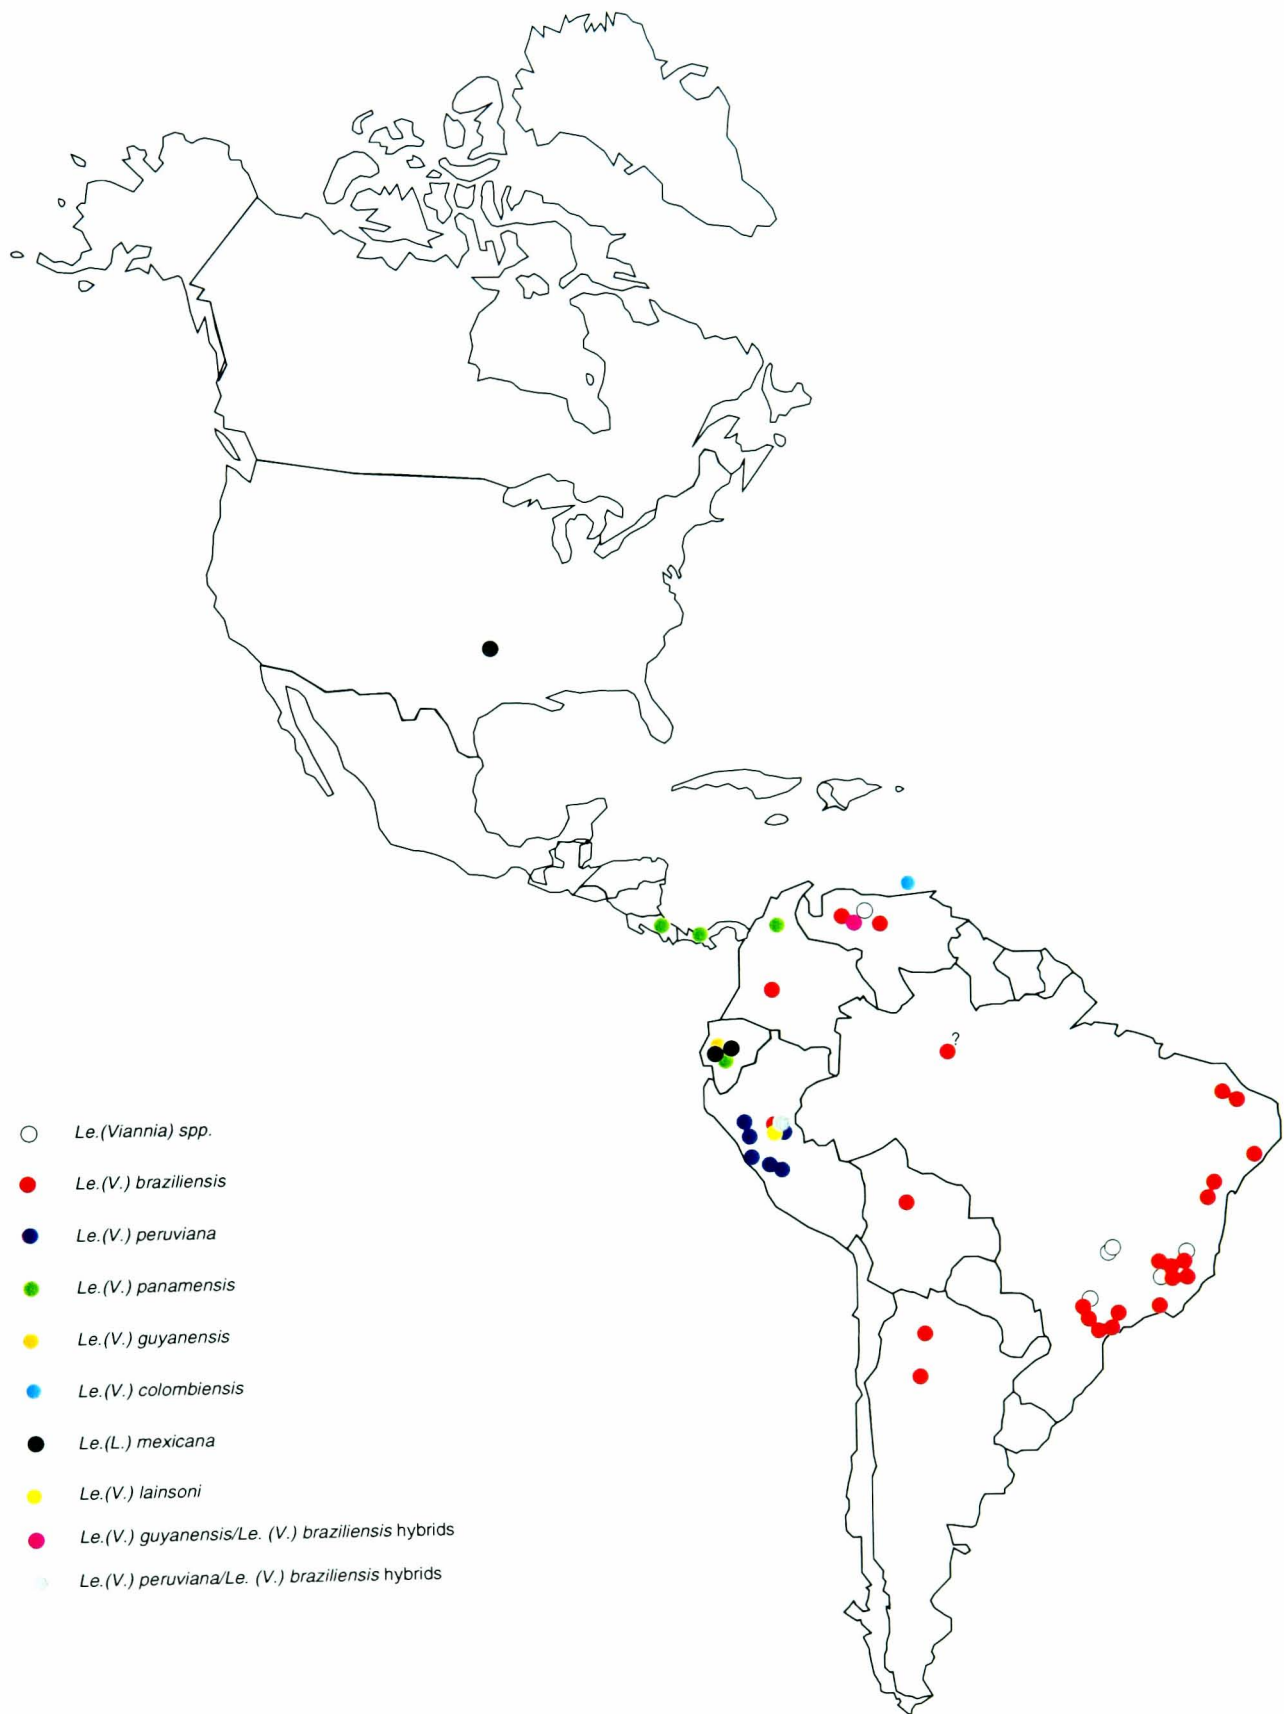 ?
Le.(Viannia) spp.
Le.(V.) braziliensis
Le.(V.) peruviana
Le.(V.) panamensis
Le.(V.) guyanensis
Le.(V.) colombiensis
Le.(L.) mexicana
Le.(V.) lainsoni
Le.(V.) guyanensis/Le. (V.) braziliensis hybrids
Le.(V.) peruviana/Le. (V.) braziliensis hybrids